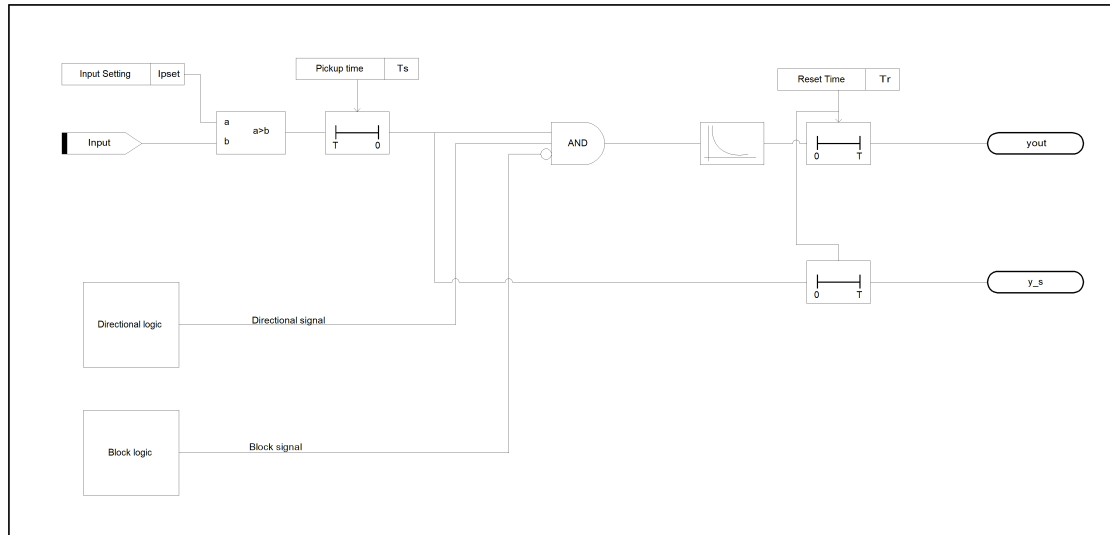 Input Setting Ipset
Pickup time Ts
Reset Time Tr
a
a>b
b
Input
T 0
AND
0 T
yout
0 T
y_s
Directional logic
Directional signal
Block logic
Block signal